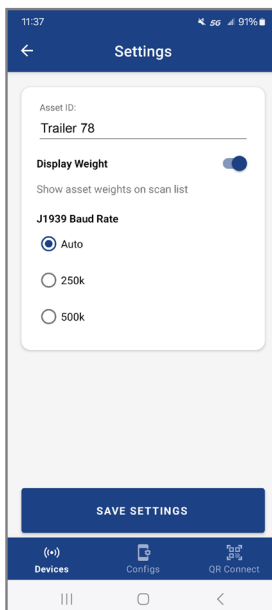 11:37 5G 91%
Settings
Asset ID:
Trailer 78
Display Weight
Show asset weights on scan list
J1939 Baud Rate
Auto
250k
500k
SAVE SETTINGS
Devices Configs QR Connect